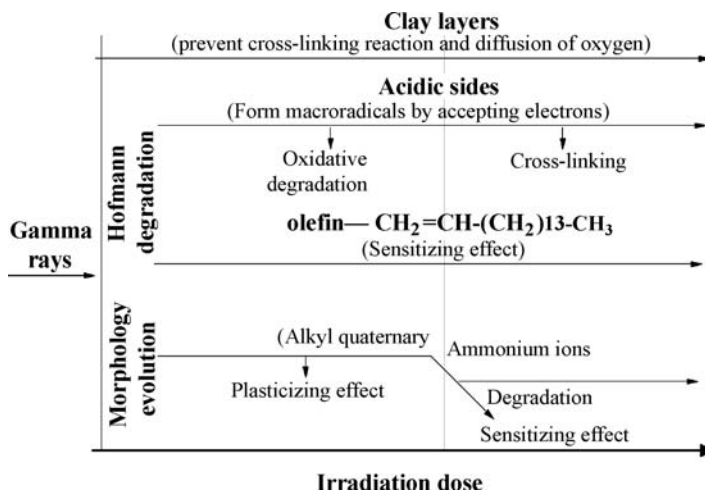 Clay layers
(prevent cross-linking reaction and diffusion of oxygen)
Acidic sides
(Form macroradicals by accepting electrons)
Oxidative
degradation
Cross-linking
Hofmann
degradation
olefin— CH₂=CH-(CH₂)13-CH₃
(Sensitizing effect)
Gamma
rays
Morphology
evolution
(Alkyl quaternary
Ammonium ions
Plasticizing effect
Degradation
Sensitizing effect
Irradiation dose